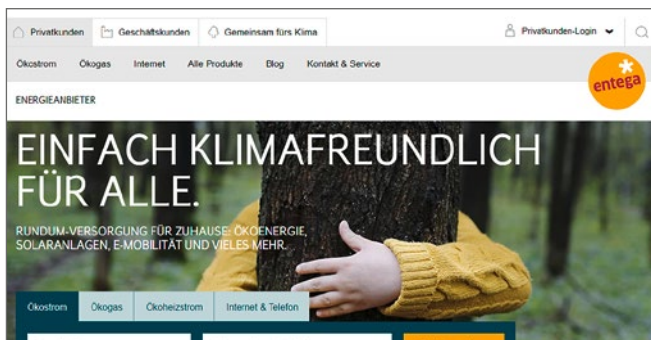 Privatkunden
Geschäftskunden
Gemeinsam fürs Klima
Privatkunden-Login
Ökostrom
Ökogas
Internet
Alle Produkte
Blog
Kontakt & Service
entega
ENERGIEANBIETER
EINFACH KLIMAFREUNDLICH
FÜR ALLE.
RUNDUM-VERSORGUNG FÜR ZUHAUSE: ÖKOENERGIE,
SOLARANLAGEN, E-MOBILITÄT UND VIELES MEHR.
Ökostrom
Ökogas
Ökoheizstrom
Internet & Telefon